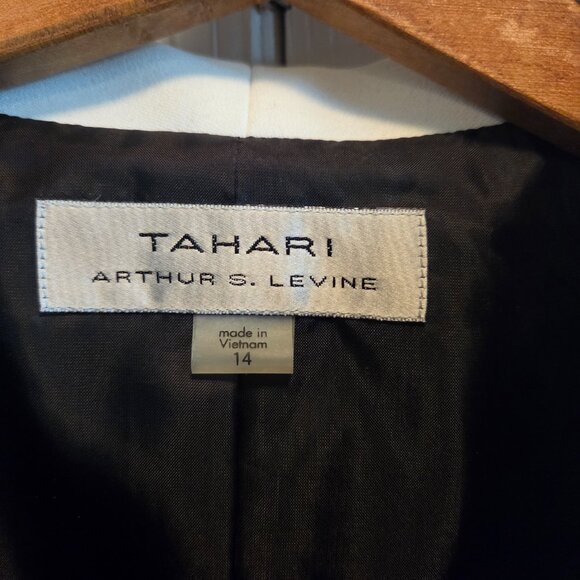 TAHARI
ARTHUR S. LEVINE
made in
Vietnam
14